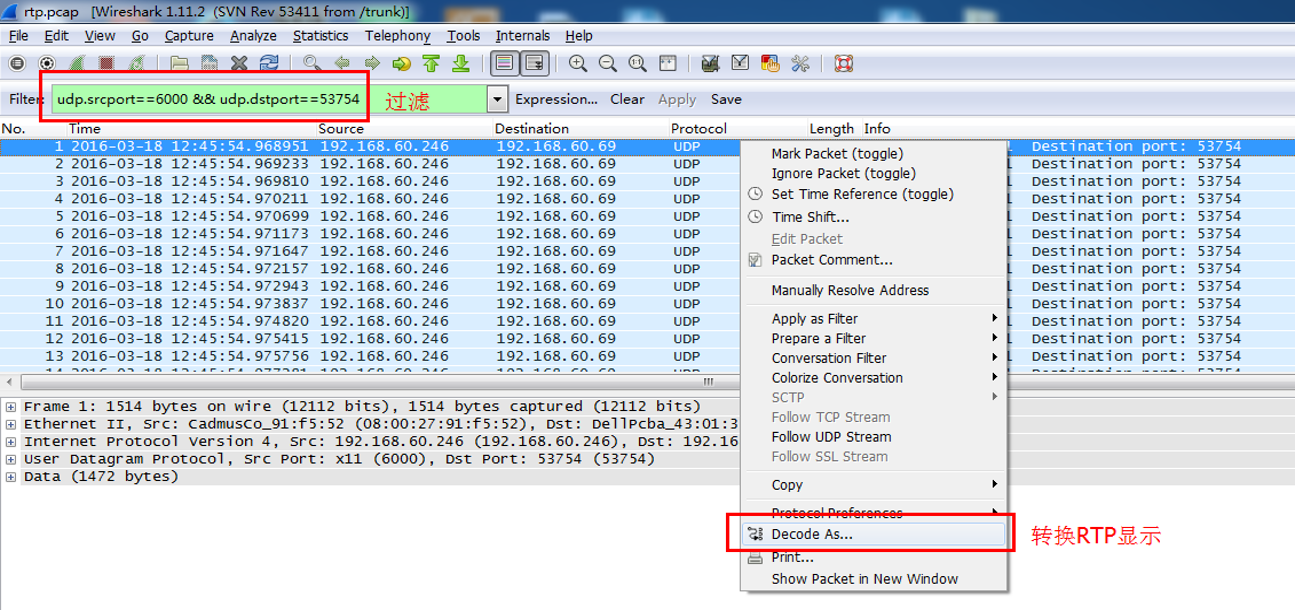 rtp.pcap [Wireshark 1.11.2 (SVN Rev 53411 from /trunk)]
File Edit View Go Capture Analyze Statistics Telephony Tools Internals Help
Filter: udp.srcport==6000 && udp.dstport==53754 过滤 Expression... Clear Apply Save
No. Time Source Destination Protocol Length Info
1 2016-03-18 12:45:54.968951 192.168.60.246 192.168.60.69 UDP Destination port: 53754
2 2016-03-18 12:45:54.969233 192.168.60.246 192.168.60.69 UDP Destination port: 53754
3 2016-03-18 12:45:54.969810 192.168.60.246 192.168.60.69 UDP Destination port: 53754
4 2016-03-18 12:45:54.970211 192.168.60.246 192.168.60.69 UDP Destination port: 53754
5 2016-03-18 12:45:54.970699 192.168.60.246 192.168.60.69 UDP Destination port: 53754
6 2016-03-18 12:45:54.971173 192.168.60.246 192.168.60.69 UDP Destination port: 53754
7 2016-03-18 12:45:54.971647 192.168.60.246 192.168.60.69 UDP Destination port: 53754
8 2016-03-18 12:45:54.972157 192.168.60.246 192.168.60.69 UDP Destination port: 53754
9 2016-03-18 12:45:54.972943 192.168.60.246 192.168.60.69 UDP Destination port: 53754
10 2016-03-18 12:45:54.973837 192.168.60.246 192.168.60.69 UDP Destination port: 53754
11 2016-03-18 12:45:54.974820 192.168.60.246 192.168.60.69 UDP Destination port: 53754
12 2016-03-18 12:45:54.975415 192.168.60.246 192.168.60.69 UDP Destination port: 53754
13 2016-03-18 12:45:54.975756 192.168.60.246 192.168.60.69 UDP Destination port: 53754
Frame 1: 1514 bytes on wire (12112 bits), 1514 bytes captured (12112 bits)
Ethernet II, Src: CadmusCo_91:f5:52 (08:00:27:91:f5:52), Dst: DellPcba_43:01:3
Internet Protocol Version 4, Src: 192.168.60.246 (192.168.60.246), Dst: 192.16
User Datagram Protocol, Src Port: x11 (6000), Dst Port: 53754 (53754)
Data (1472 bytes)
Mark Packet (toggle)
Ignore Packet (toggle)
Set Time Reference (toggle)
Time Shift...
Edit Packet
Packet Comment...
Manually Resolve Address
Apply as Filter
Prepare a Filter
Conversation Filter
Colorize Conversation
SCTP
Follow TCP Stream
Follow UDP Stream
Follow SSL Stream
Copy
Protocol Preferences
Decode As...
转换RTP显示
Print...
Show Packet in New Window